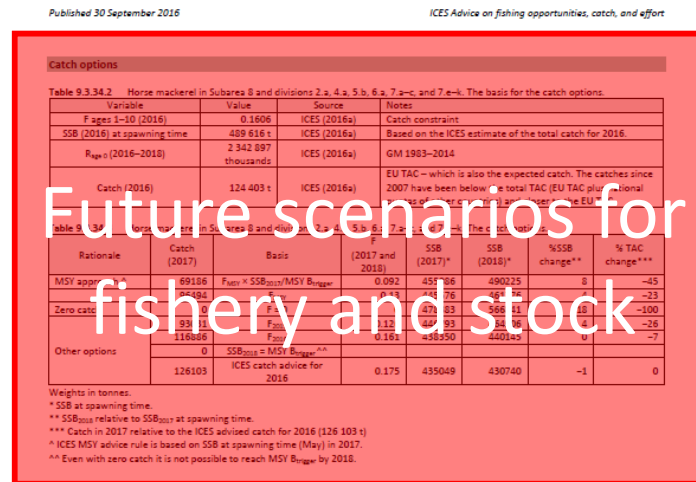 Published 30 September 2016 ICES Advice on fishing opportunities, catch, and effort
Catch options
Table 9.3.34.2 Horse mackerel in Subarea 8 and divisions 2.a, 4.a, 5.b, 6.a, 7.a–c, and 7.e–k. The basis for the catch options.
Variable Value Source Notes
F ages 1–10 (2016) 0.1606 ICES (2016a) Catch constraint
SSB (2016) at spawning time 489 616 t ICES (2016a) Based on the ICES estimate of the total catch for 2016.
R age 0 (2016–2018) 2 342 897 thousands ICES (2016a) GM 1983–2014
Catch (2016) 124 403 t ICES (2016a) EU TAC – which is also the expected catch. The catches since
2007 have been below the total TAC (EU TAC plus
Future scenarios for
fishery and stock
Rationale Catch (2017) Basis F (2017 and 2018) SSB (2017)* SSB (2018)* %SSB change** % TAC change***
MSY approach ^ 69186 FMSY × SSB2017/MSY Btrigger 0.092 490225 8 –45
–23
Zero catch 0 18 –100
–26
116886 0.161 438350 440145 0 –7
Other options 0 SSB2018 = MSY Btrigger^^
126103 ICES catch advice for 2016 0.175 435049 430740 –1 0
Weights in tonnes.
* SSB at spawning time.
** SSB2018 relative to SSB2017 at spawning time.
*** Catch in 2017 relative to the ICES advised catch for 2016 (126 103 t)
^ ICES MSY advice rule is based on SSB at spawning time (May) in 2017.
^^ Even with zero catch it is not possible to reach MSY Btrigger by 2018.